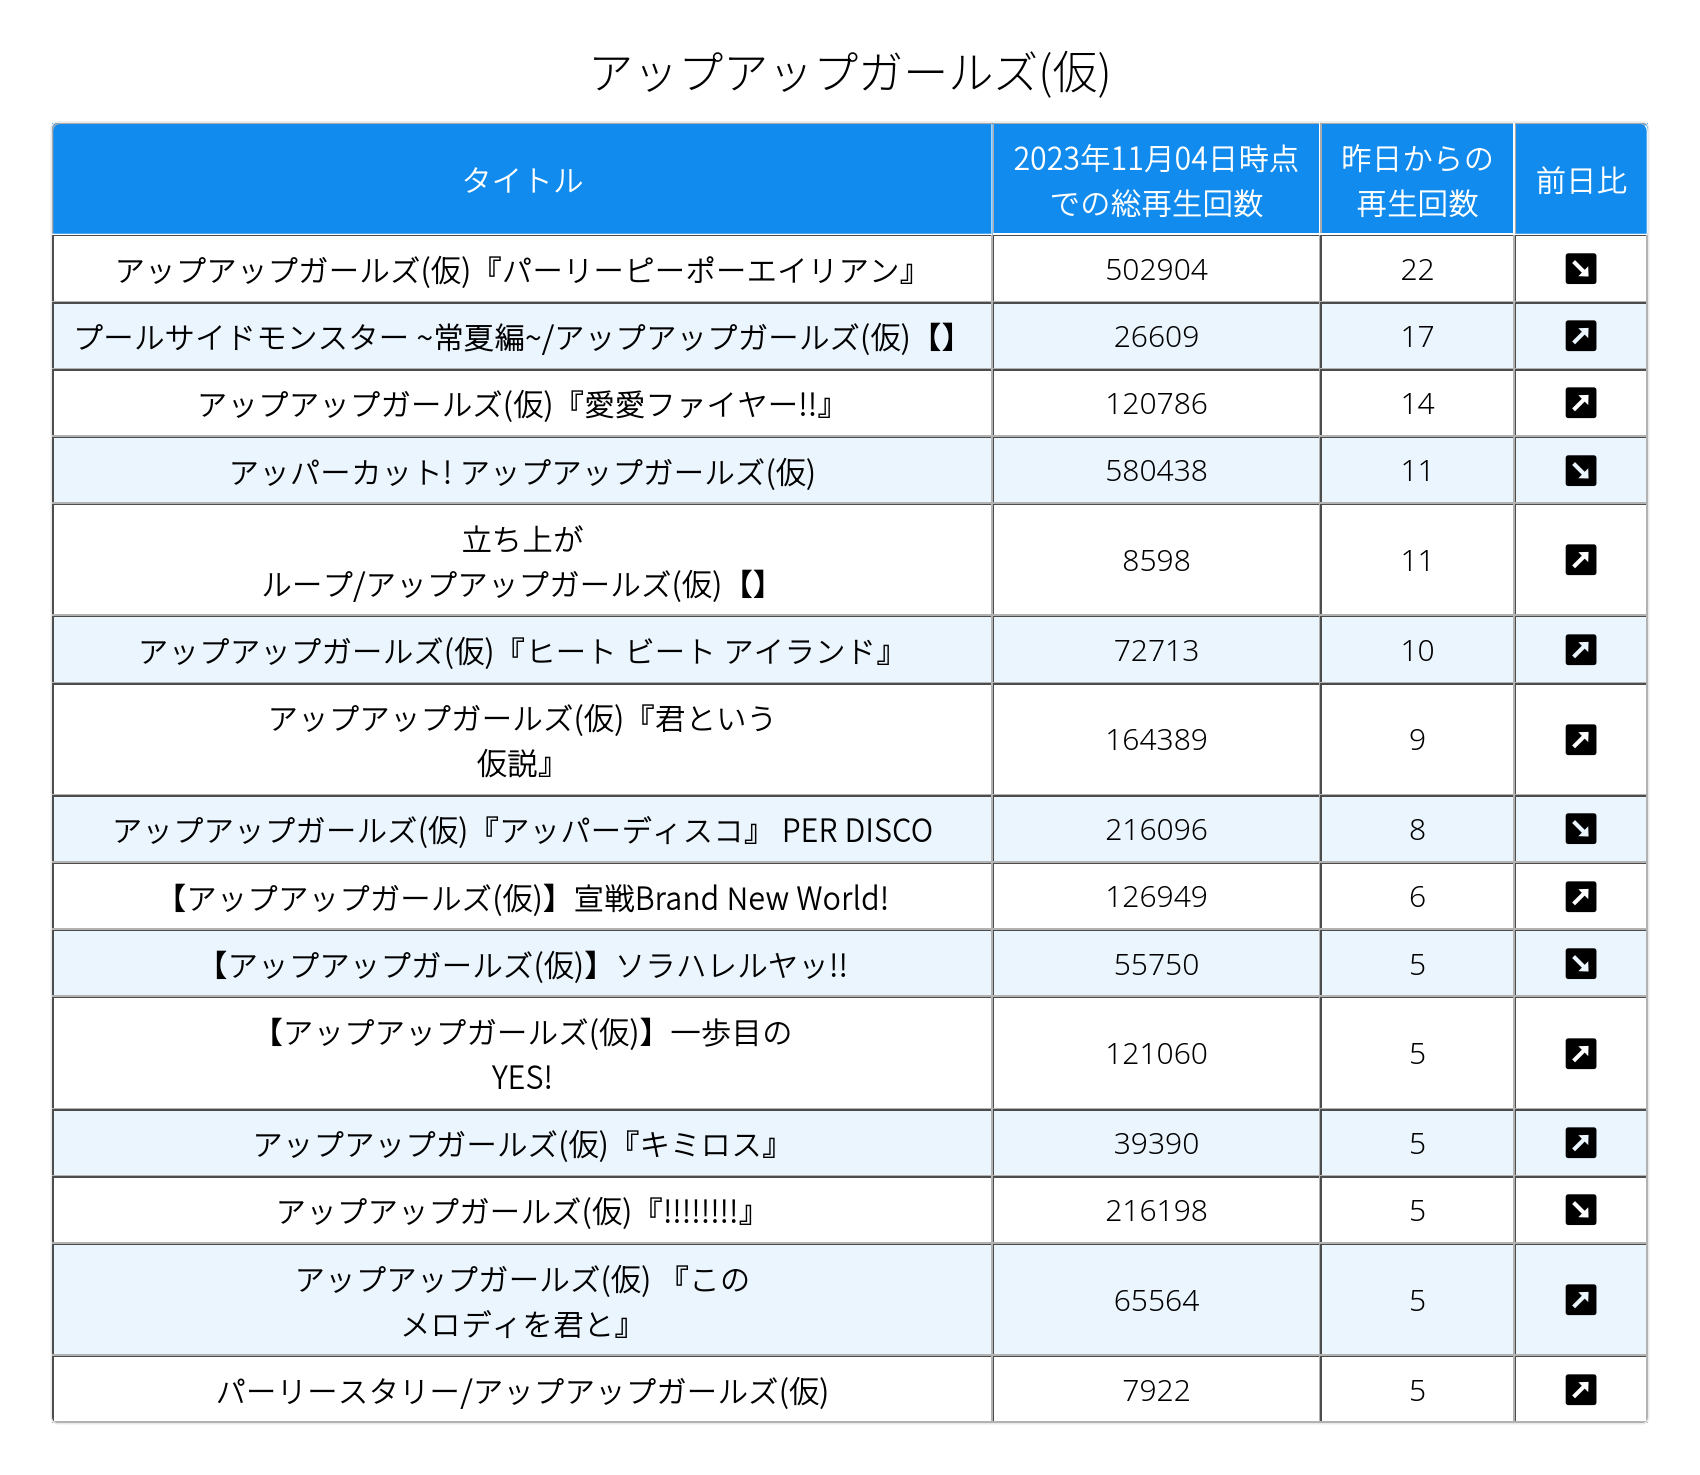 アップアップガールズ(仮)
タイトル
2023年11月04日時点
での総再生回数
昨日からの
再生回数
前日比
アップアップガールズ(仮)『パーリーピーポーエイリアン』 502904 22 ↘
プールサイドモンスター ~常夏編~/アップアップガールズ(仮)【】 26609 17 ↗
アップアップガールズ(仮)『愛愛ファイヤー!!』 120786 14 ↗
アッパーカット! アップアップガールズ(仮) 580438 11 ↘
立ち上が
ループ/アップアップガールズ(仮)【】 8598 11 ↗
アップアップガールズ(仮)『ヒート ビート アイランド』 72713 10 ↗
アップアップガールズ(仮)『君という
仮説』 164389 9 ↗
アップアップガールズ(仮)『アッパーディスコ』 PER DISCO 216096 8 ↘
【アップアップガールズ(仮)】宣戦Brand New World! 126949 6 ↗
【アップアップガールズ(仮)】ソラハレルヤッ!! 55750 5 ↘
【アップアップガールズ(仮)】一歩目の
YES! 121060 5 ↗
アップアップガールズ(仮)『キミロス』 39390 5 ↗
アップアップガールズ(仮)『!!!!!!!!』 216198 5 ↘
アップアップガールズ(仮) 『この
メロディを君と』 65564 5 ↗
パーリースタリー/アップアップガールズ(仮) 7922 5 ↗